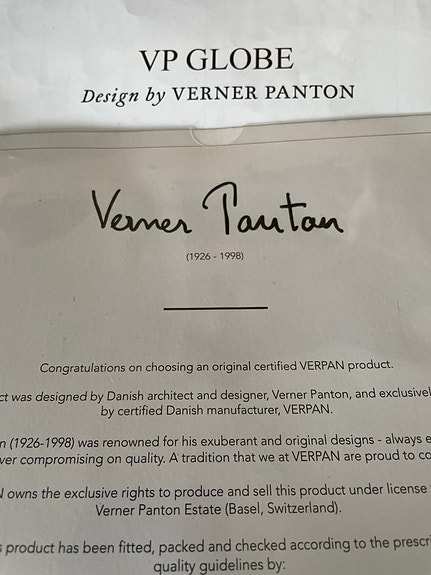 VP GLOBE
Design by VERNER PANTON
Verner Panton
(1926 - 1998)
Congratulations on choosing an original certified VERPAN product.
was designed by Danish architect and designer, Verner Panton, and
by certified Danish manufacturer, VERPAN.
(1926-1998) was renowned for his exuberant and original designs - always
compromising on quality. A tradition that we at VERPAN are proud to
owns the exclusive rights to produce and sell this product under license
Verner Panton Estate (Basel, Switzerland).
product has been fitted, packed and checked according to the
quality guidelines by: